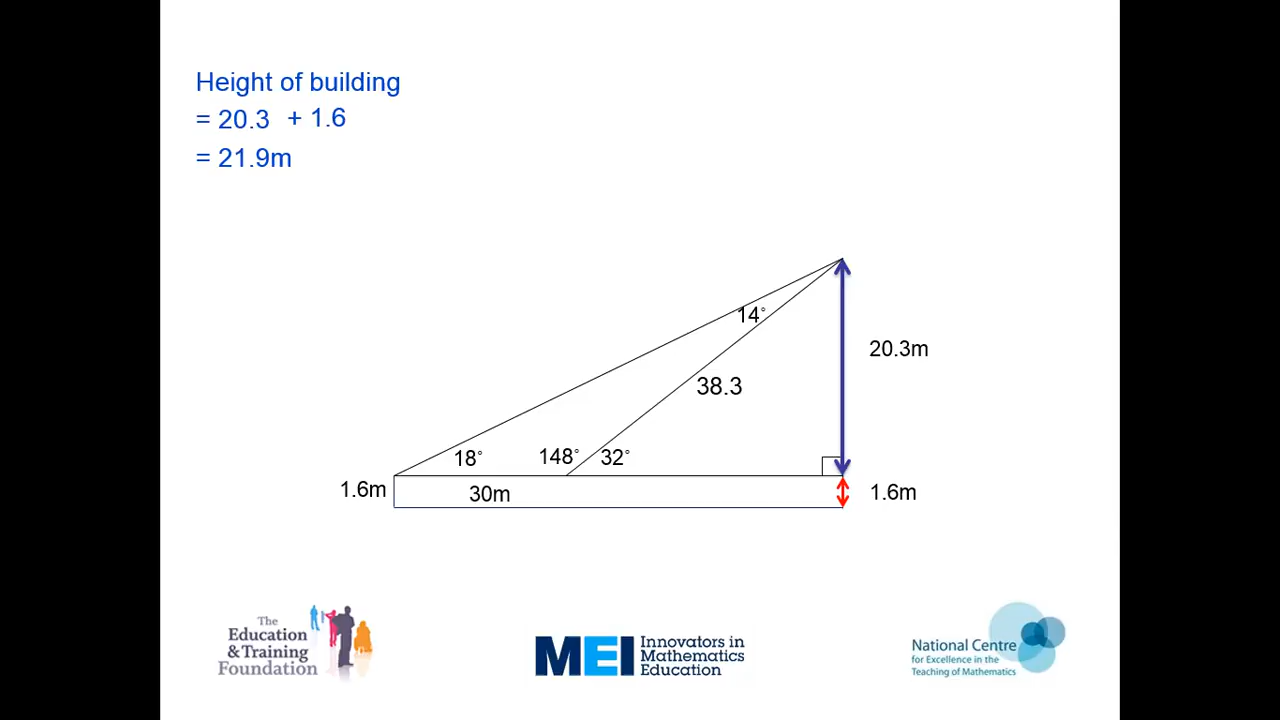 Height of building
= 20.3 + 1.6
= 21.9m
14°
20.3m
38.3
18°
148°
32°
1.6m
30m
1.6m
The
Education
& Training
Foundation
MEI
Innovators in
Mathematics
Education
National Centre
for Excellence in the
Teaching of Mathematics